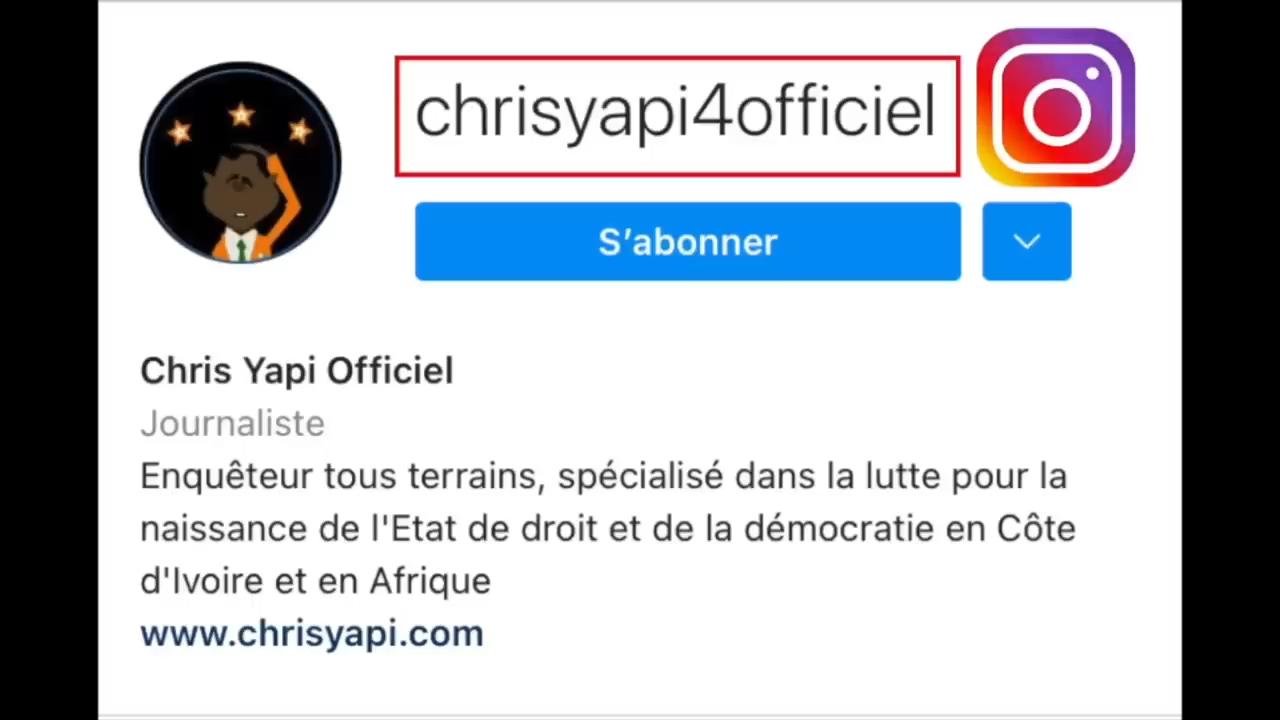 chrisyapi4officiel
S’abonner
Chris Yapi Officiel
Journaliste
Enquêteur tous terrains, spécialisé dans la lutte pour la
naissance de l'Etat de droit et de la démocratie en Côte
d'Ivoire et en Afrique
www.chrisyapi.com